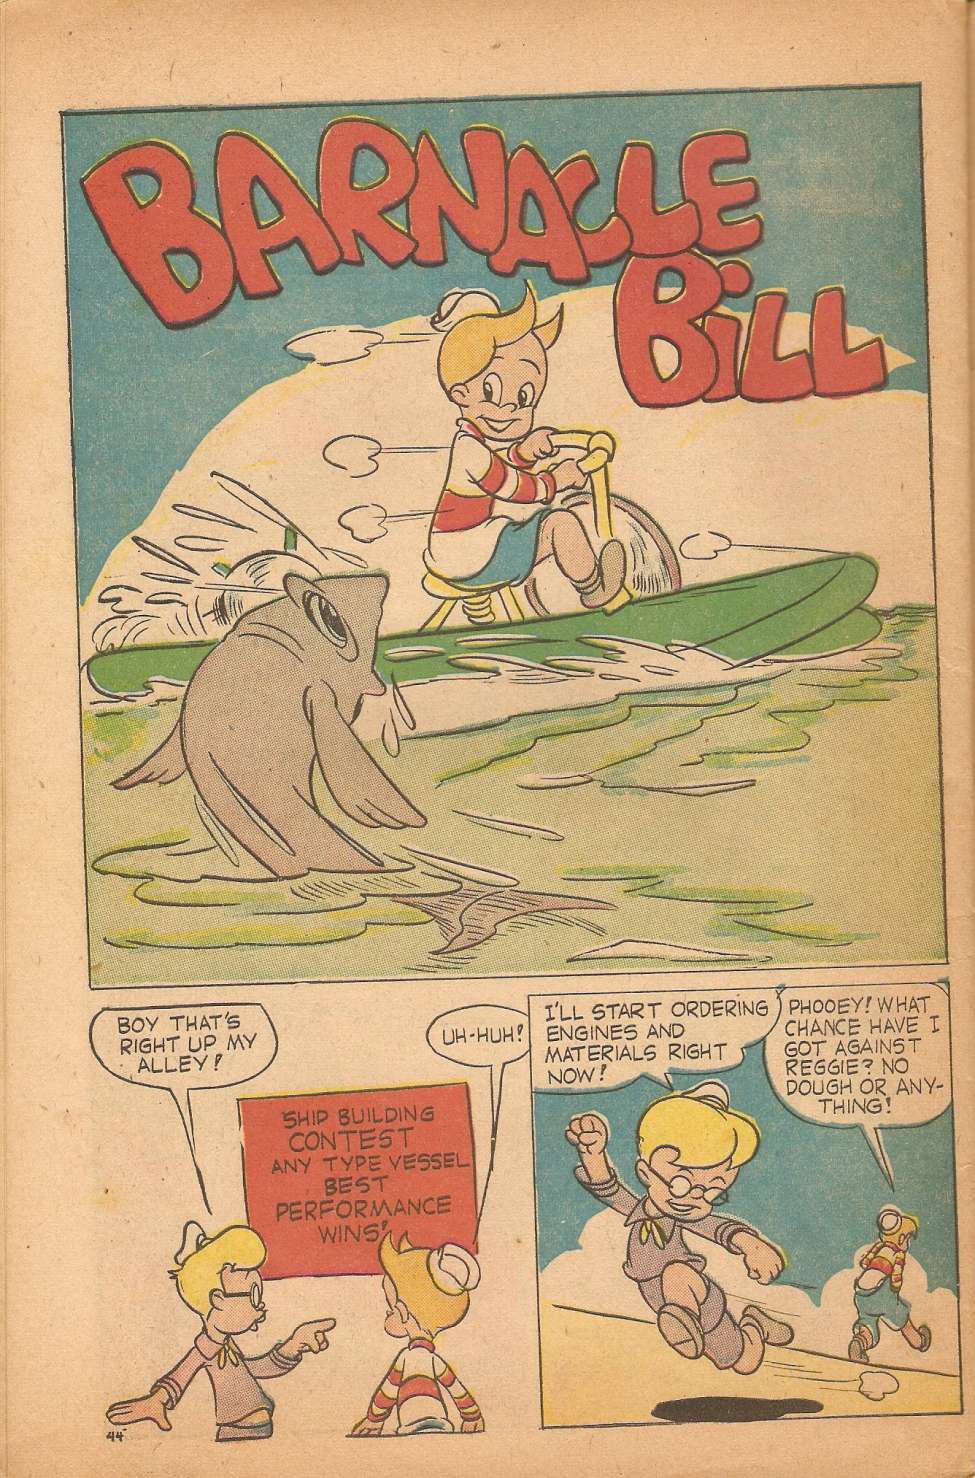 BARNACLE
BiLL
BOY THAT'S
RIGHT UP MY
ALLEY!
UH-HUH!
SHIP BUILDING
CONTEST
ANY TYPE VESSEL
BEST
PERFORMANCE
WINS!
I'LL START ORDERING
ENGINES AND
MATERIALS RIGHT
NOW!
PHOOEY! WHAT
CHANCE HAVE I
GOT AGAINST
REGGIE? NO
DOUGH OR ANY-
THING!
44